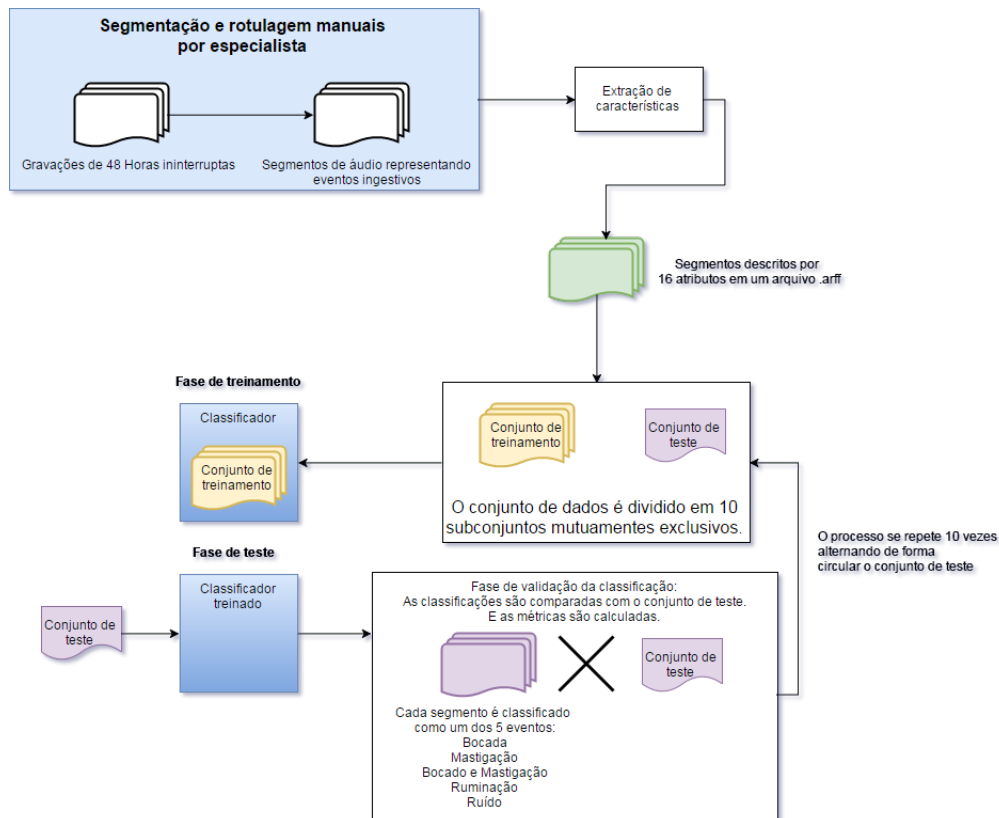 Segmentação e rotulagem manuais
por especialista
Gravações de 48 Horas ininterruptas
Segmentos de áudio representando
eventos ingestivos
Extração de
características
Segmentos descritos por
16 atributos em um arquivo .arff
Fase de treinamento
Classificador
Conjunto de
treinamento
Conjunto de
treinamento
Conjunto de
teste
O conjunto de dados é dividido em 10
subconjuntos mutuamentes exclusivos.
O processo se repete 10 vezes
alternando de forma
circular o conjunto de teste
Fase de teste
Conjunto de
teste
Classificador
treinado
Fase de validação da classificação:
As classificações são comparadas com o conjunto de teste.
E as métricas são calculadas.
Conjunto de
teste
Cada segmento é classificado
como um dos 5 eventos:
Bocada
Mastigação
Bocado e Mastigação
Ruminação
Ruído